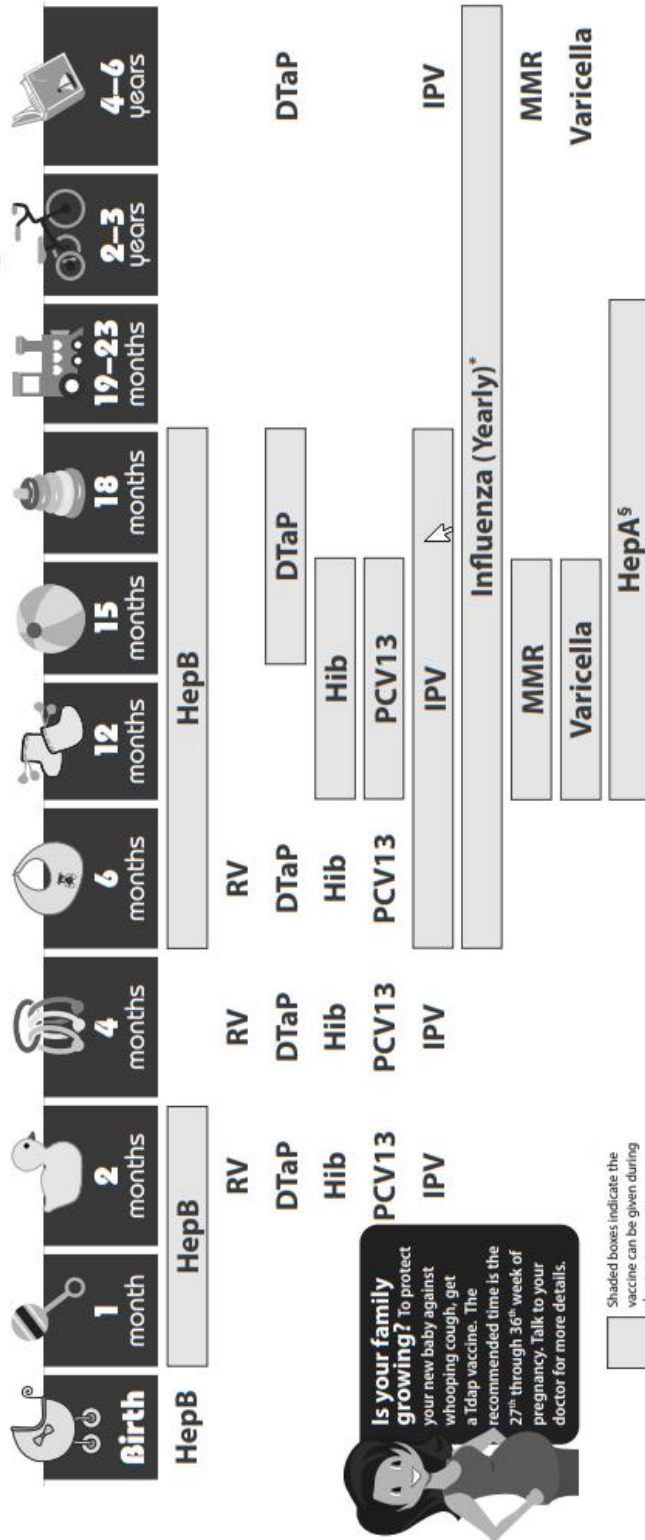 Birth
1
month
2
months
4
months
6
months
12
months
15
months
18
months
19–23
months
2–3
years
4–6
years
HepB
HepB
HepB
RV
RV
RV
DTaP
DTaP
DTaP
DTaP
DTaP
Hib
Hib
Hib
Hib
PCV13
PCV13
PCV13
PCV13
IPV
IPV
IPV
IPV
Influenza (Yearly)*
MMR
MMR
Varicella
Varicella
HepA§
Is your family
growing? To protect
your new baby against
whooping cough, get
a Tdap vaccine. The
recommended time is the
27th through 36th week of
pregnancy. Talk to your
doctor for more details.
Shaded boxes indicate the
vaccine can be given during